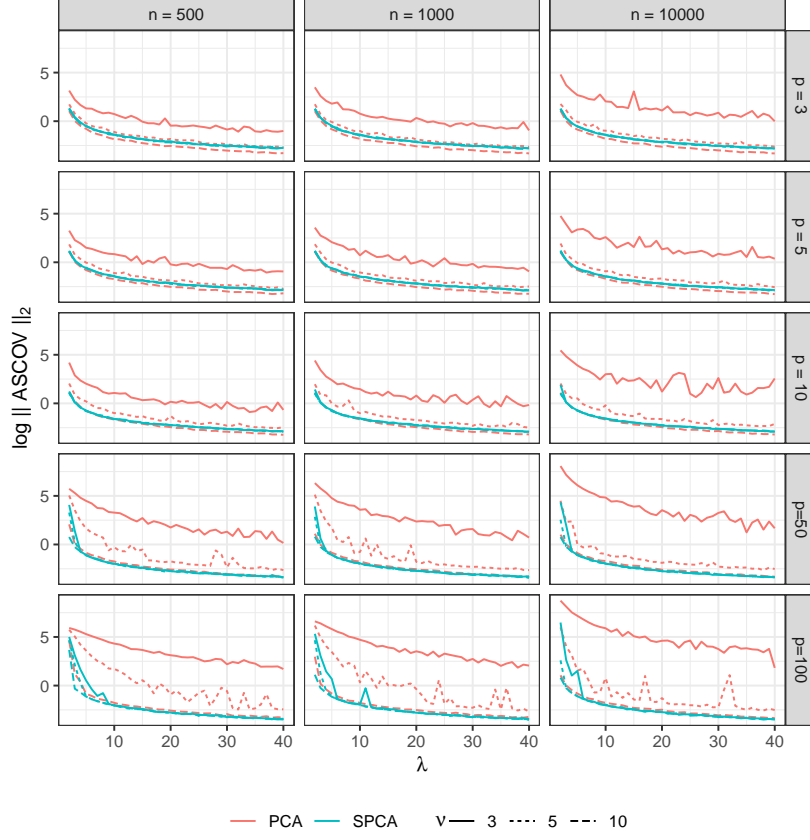 n = 500 n = 1000 n = 10000
log || ASCOV ||₂
5
0
p = 3
5
0
p = 5
5
0
p = 10
5
0
p=50
5
0
p=100
10 20 30 40 10 20 30 40 10 20 30 40
λ
PCA SPCA ν 3 5 10